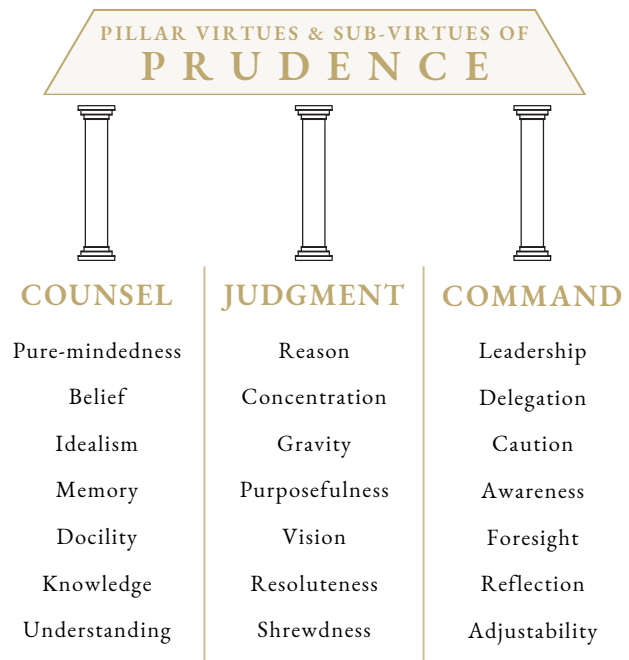 PILLAR VIRTUES & SUB-VIRTUES OF
PRUDENCE
COUNSEL
Pure-mindedness
Belief
Idealism
Memory
Docility
Knowledge
Understanding
JUDGMENT
Reason
Concentration
Gravity
Purposefulness
Vision
Resoluteness
Shrewdness
COMMAND
Leadership
Delegation
Caution
Awareness
Foresight
Reflection
Adjustability